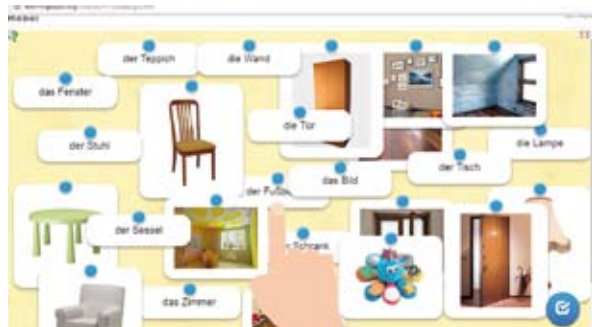 der Teppich
die Wand
das Fenster
die Tür
der Stuhl
die Lampe
der Tisch
das Bild
der Sessel
das Zimmer